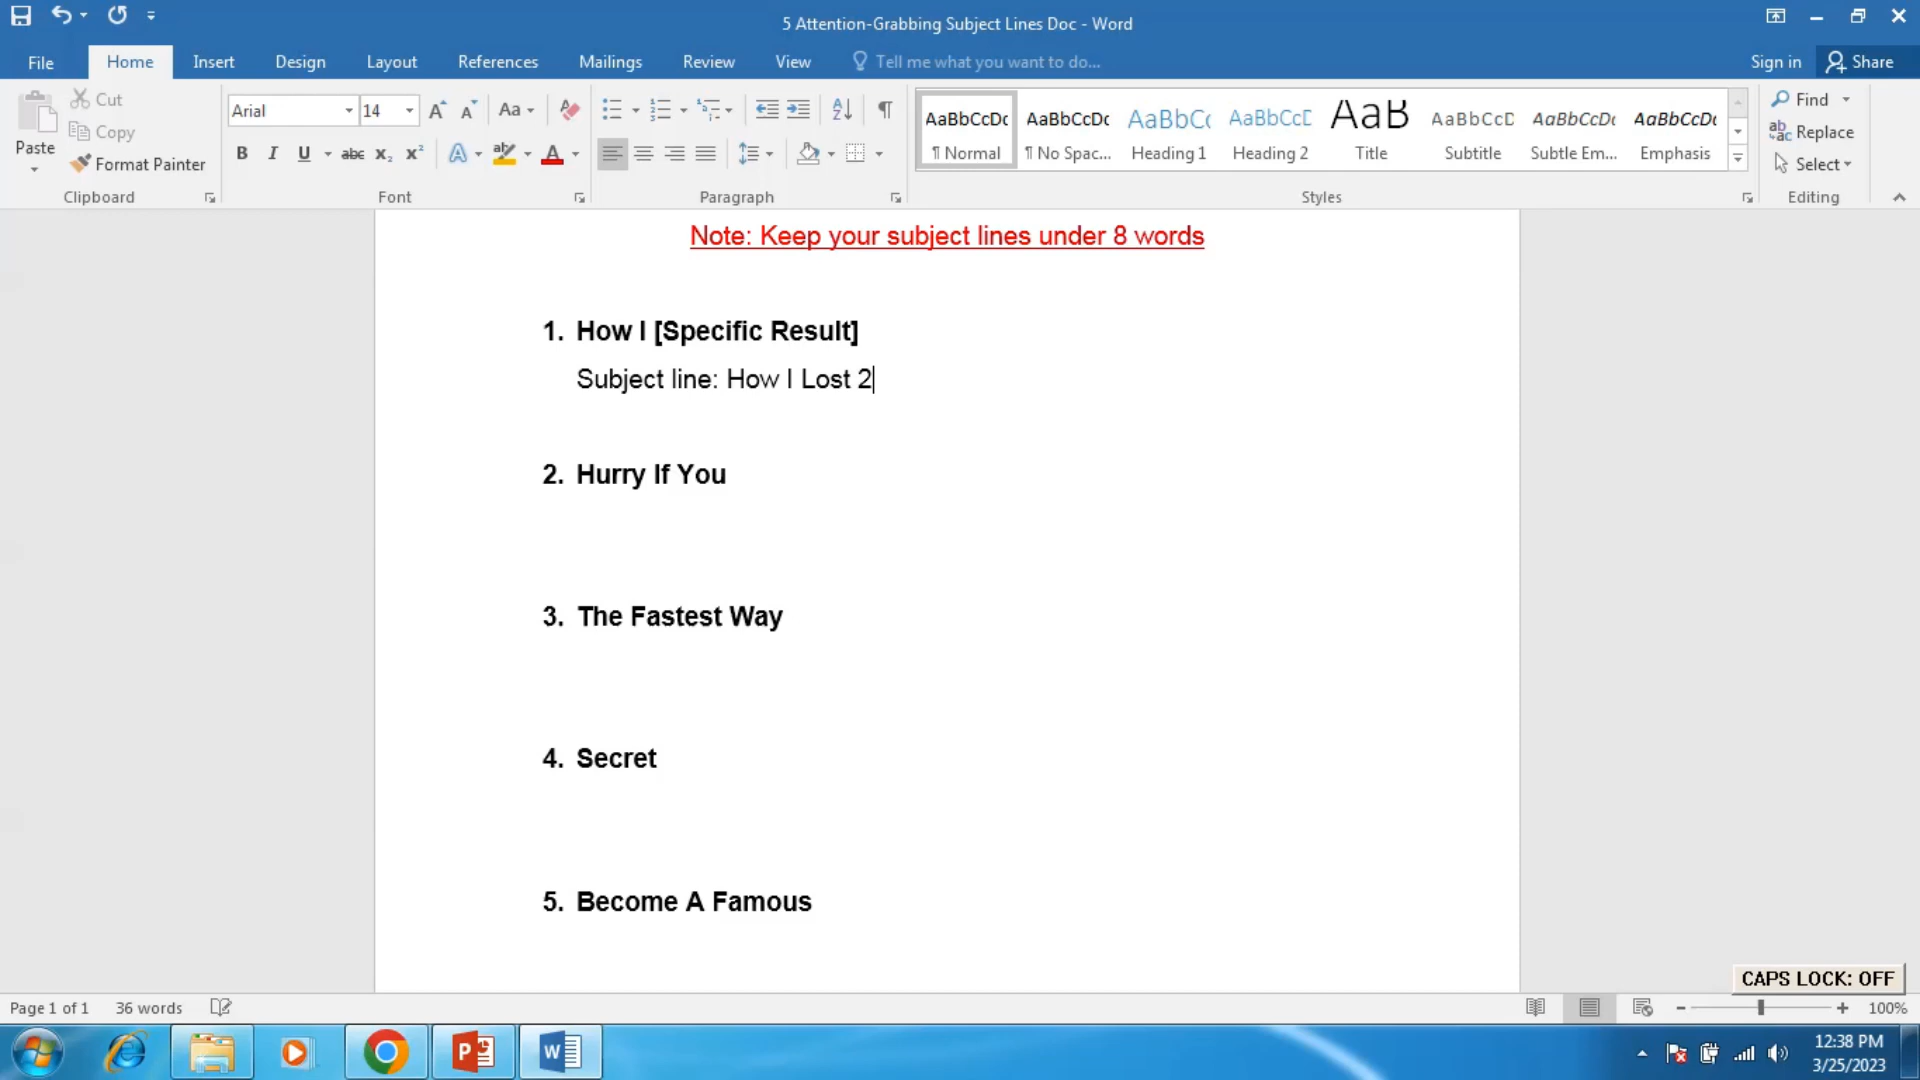 5 Attention-Grabbing Subject Lines Doc - Word
File Home Insert Design Layout References Mailings Review View Tell me what you want to do... Sign in Share
Paste
Cut
Copy
Format Painter
Clipboard
Arial 14
Aa
B I U abc X₂ X²
A
Font
Paragraph
AaBbCcDc AaBbCcDc AaBbCc AaBbCcD AaB AaBbCcD AaBbCcDc AaBbCcDc
¶ Normal ¶ No Spac... Heading 1 Heading 2 Title Subtitle Subtle Em... Emphasis
Styles
Find
Replace
Select
Editing
Note: Keep your subject lines under 8 words
1. How I [Specific Result]
Subject line: How I Lost 2
2. Hurry If You
3. The Fastest Way
4. Secret
5. Become A Famous
CAPS LOCK: OFF
Page 1 of 1 36 words
100%
12:38 PM
3/25/2023